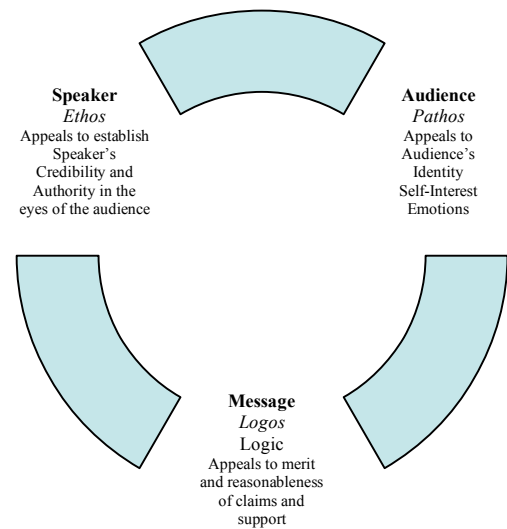 Speaker
Ethos
Appeals to establish
Speaker's
Credibility and
Authority in the
eyes of the audience
Audience
Pathos
Appeals to
Audience's
Identity
Self-Interest
Emotions
Message
Logos
Logic
Appeals to merit
and reasonableness
of claims and
support